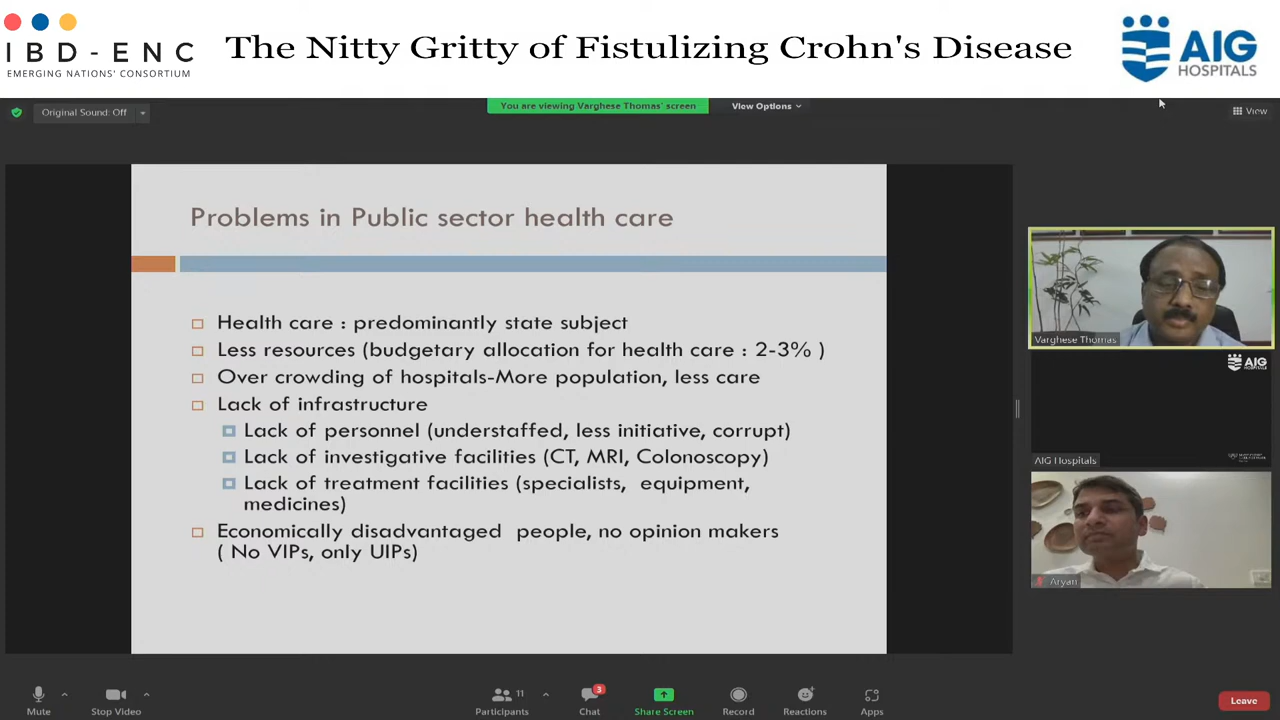 IBD-ENC
EMERGING NATIONS' CONSORTIUM
The Nitty Gritty of Fistulizing Crohn's Disease
AIG
HOSPITALS
Original Sound: Off
You are viewing Varghese Thomas' screen
View Options
View
Problems in Public sector health care
Health care : predominantly state subject
Less resources (budgetary allocation for health care : 2-3% )
Over crowding of hospitals-More population, less care
Lack of infrastructure
Lack of personnel (understaffed, less initiative, corrupt)
Lack of investigative facilities (CT, MRI, Colonoscopy)
Lack of treatment facilities (specialists, equipment,
medicines)
Economically disadvantaged people, no opinion makers
( No VIPs, only UIPs)
Varghese Thomas
AIG
HOSPITALS
AIG Hospitals
Aryan
Mute
Stop Video
11
Participants
3
Chat
Share Screen
Record
Reactions
Apps
Leave